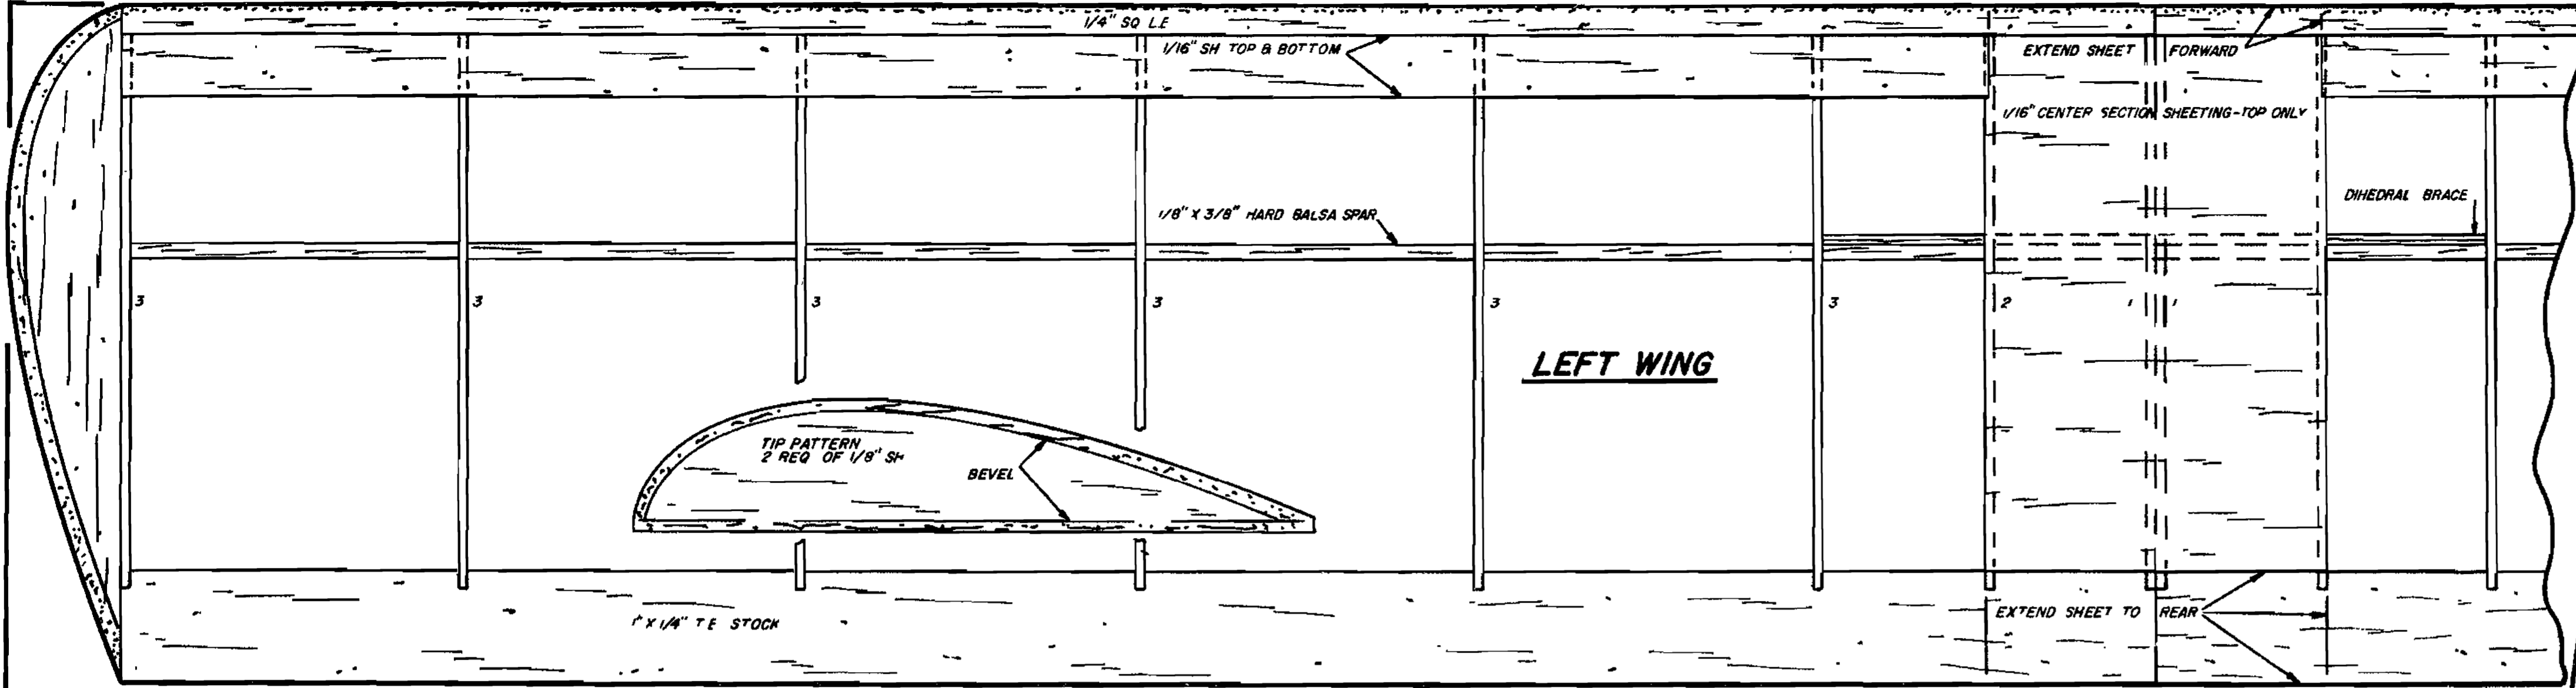 1/4" SQ L.E
1/16" SH TOP & BOTTOM
EXTEND SHEET FORWARD
1/16" CENTER SECTION SHEETING-TOP ONLY
DIHEDRAL BRACE
1/8" X 3/8" HARD BALSA SPAR
3 3 3 3 3 3 2 1 1
LEFT WING
TIP PATTERN
2 REQ OF 1/8" SH
BEVEL
EXTEND SHEET TO REAR
1" X 1/4" T E STOCK